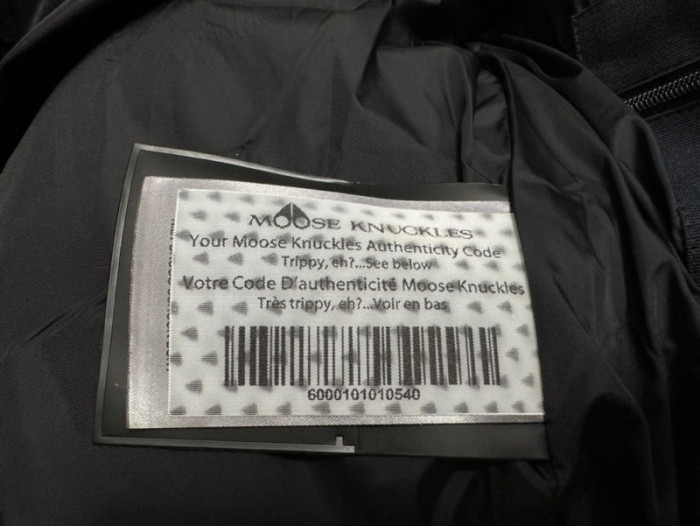 MOOSE KNUCKLES
Your Moose Knuckles Authenticity Code
Trippy, eh?...See below
Votre Code D'authenticité Moose Knuckles
Très trippy, eh?...Voir en bas
6000101010540